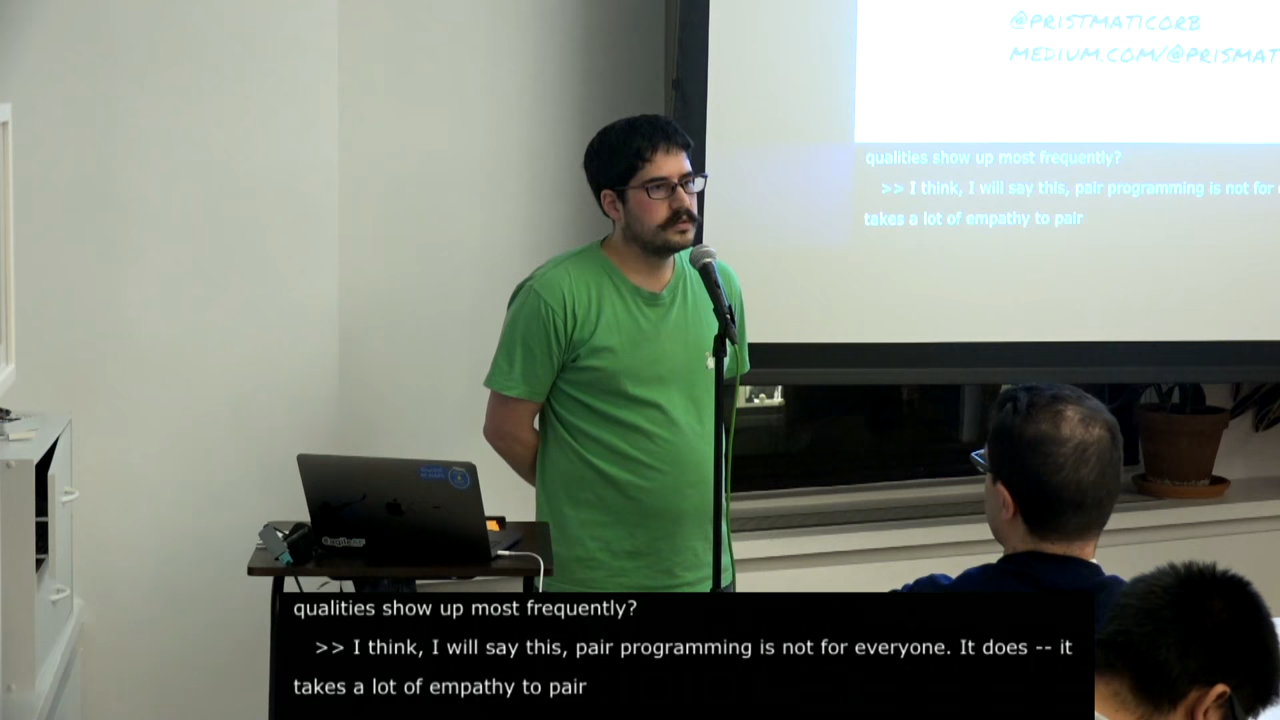 @PRISTMATICORB
MEDIUM.COM/@PRISMAT
qualities show up most frequently?
>> I think, I will say this, pair programming is not for
takes a lot of empathy to pair
qualities show up most frequently?
>> I think, I will say this, pair programming is not for everyone. It does -- it
takes a lot of empathy to pair